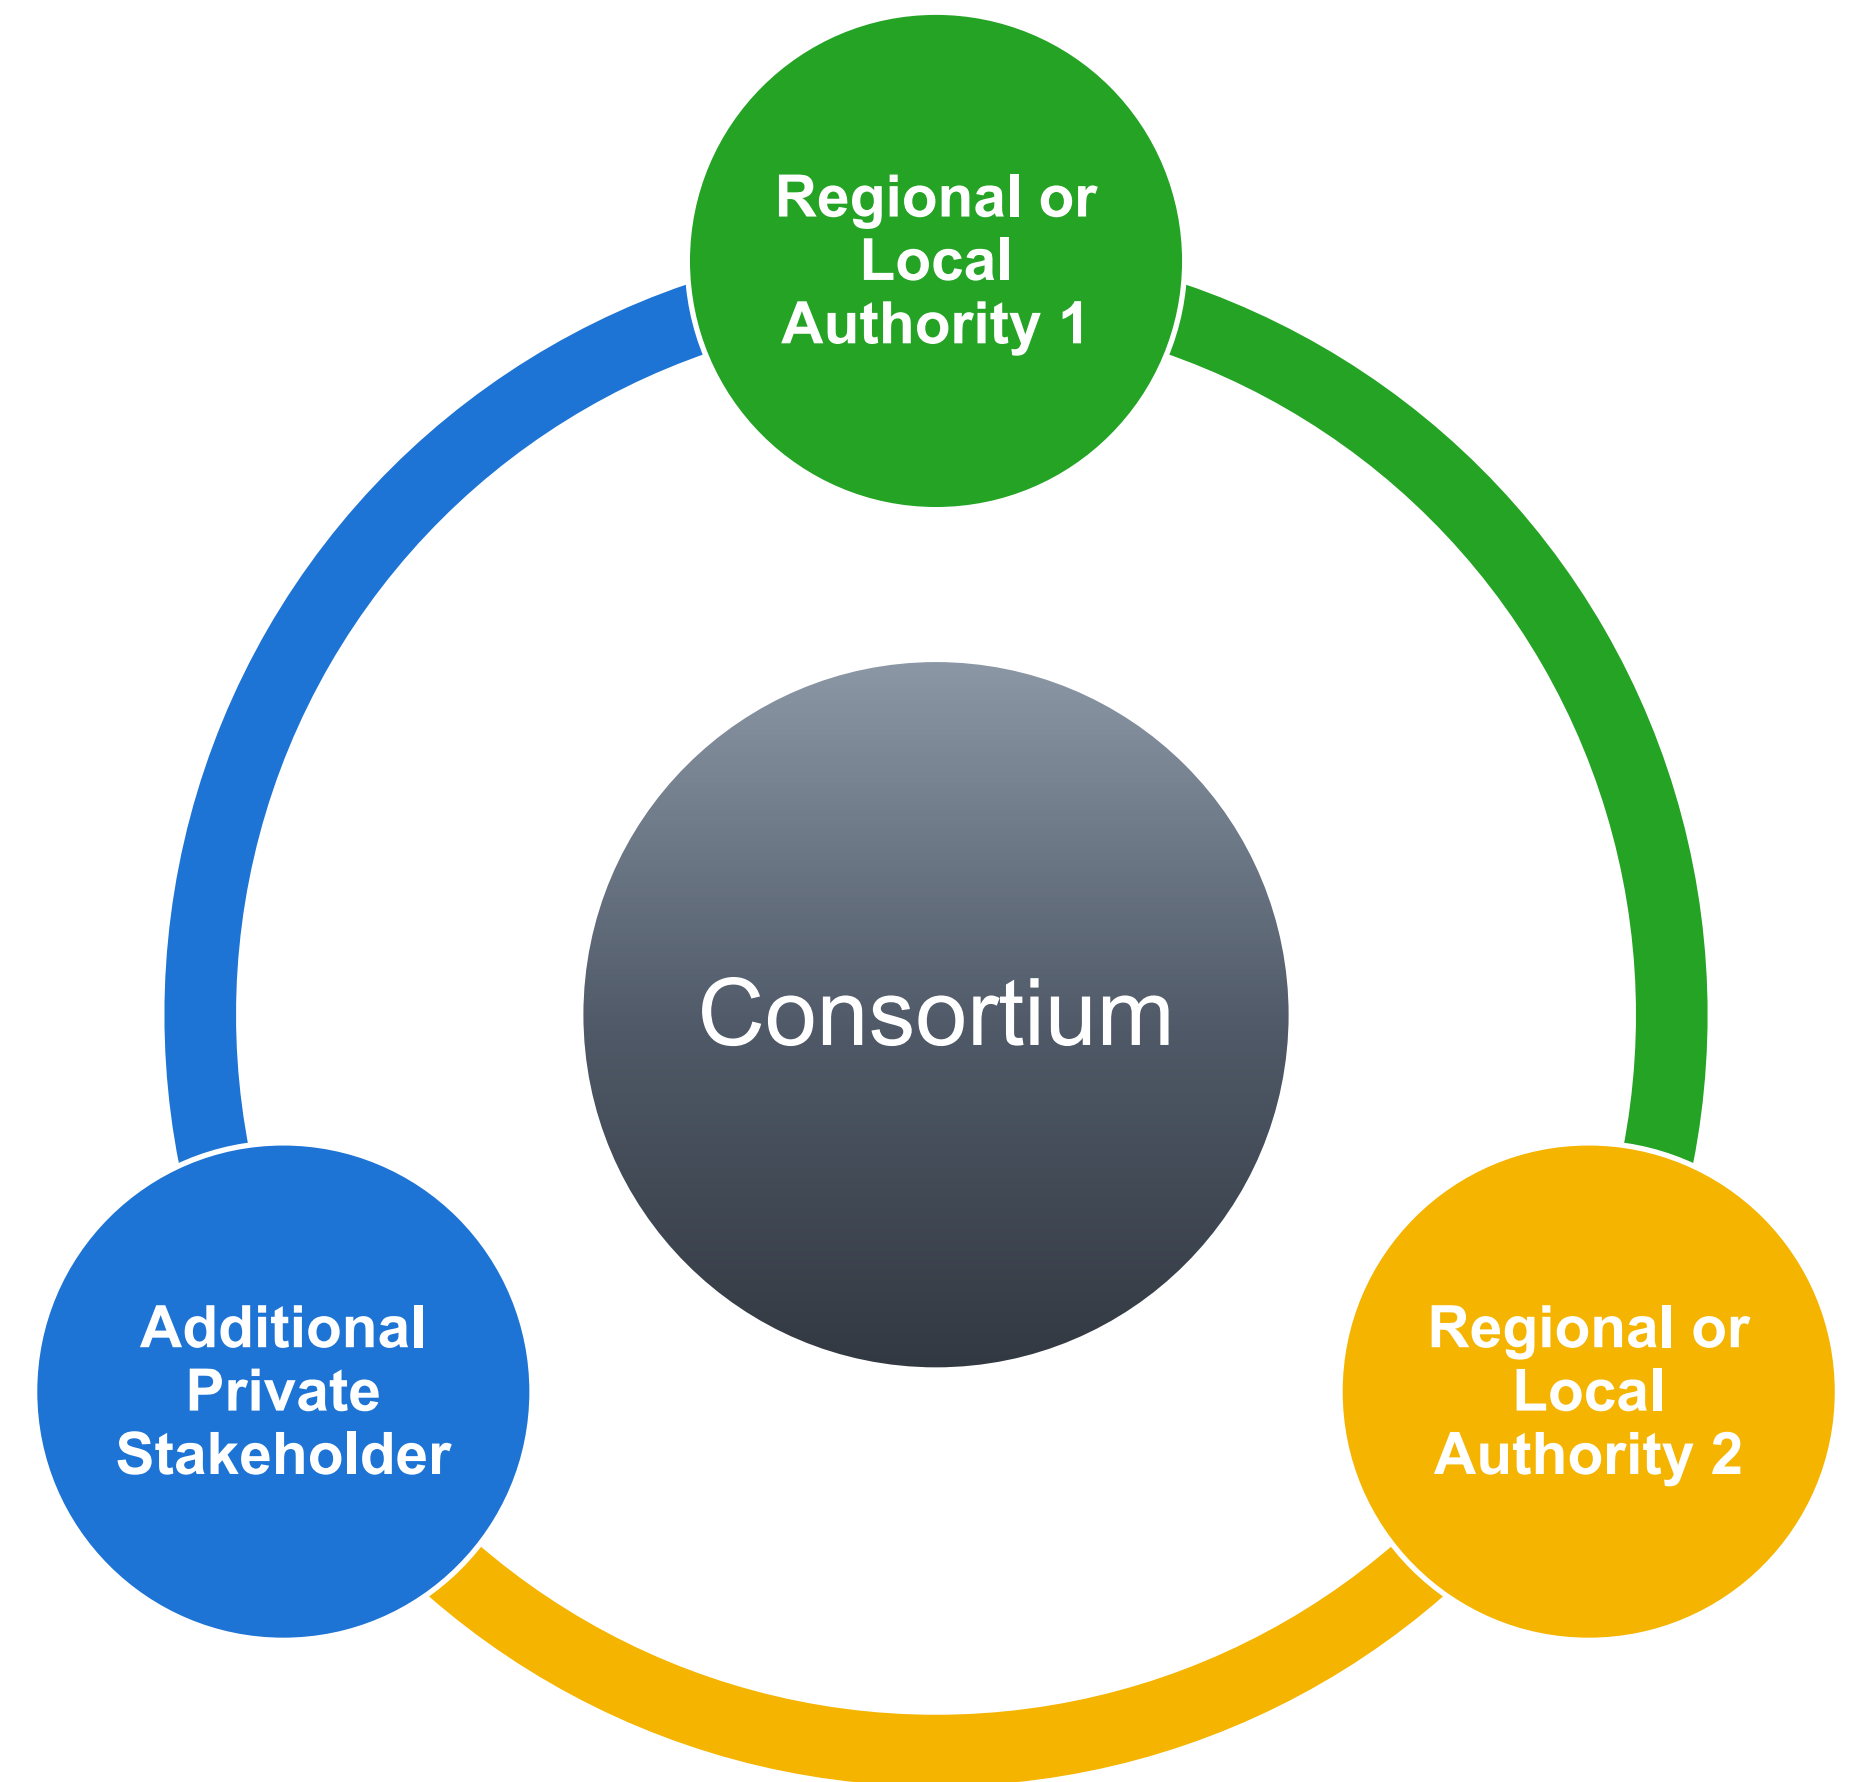 Regional or
Local
Authority 1
Consortium
Additional
Private
Stakeholder
Regional or
Local
Authority 2